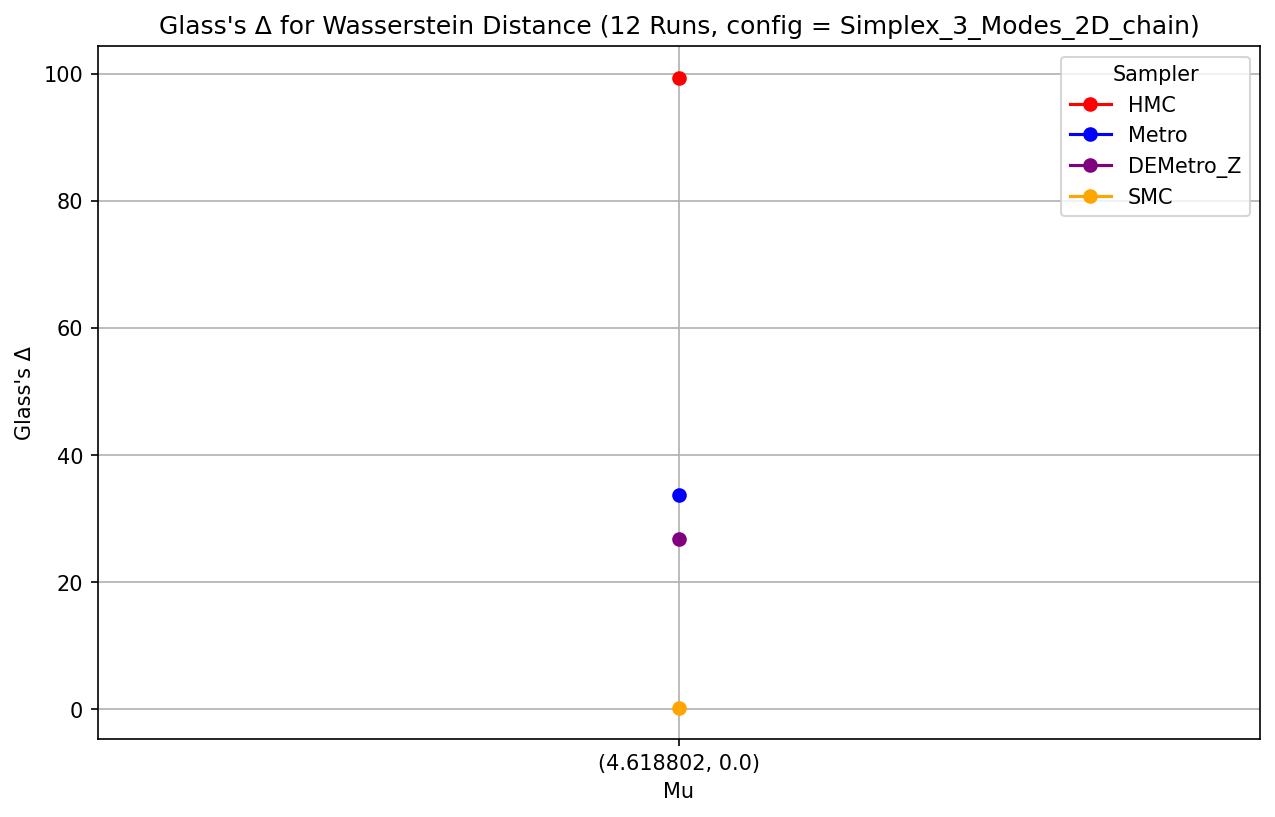 Glass's Δ for Wasserstein Distance (12 Runs, config = Simplex_3_Modes_2D_chain)
Sampler
HMC
Metro
DEMetro_Z
SMC
100
80
60
40
20
0
Glass's Δ
(4.618802, 0.0)
Mu